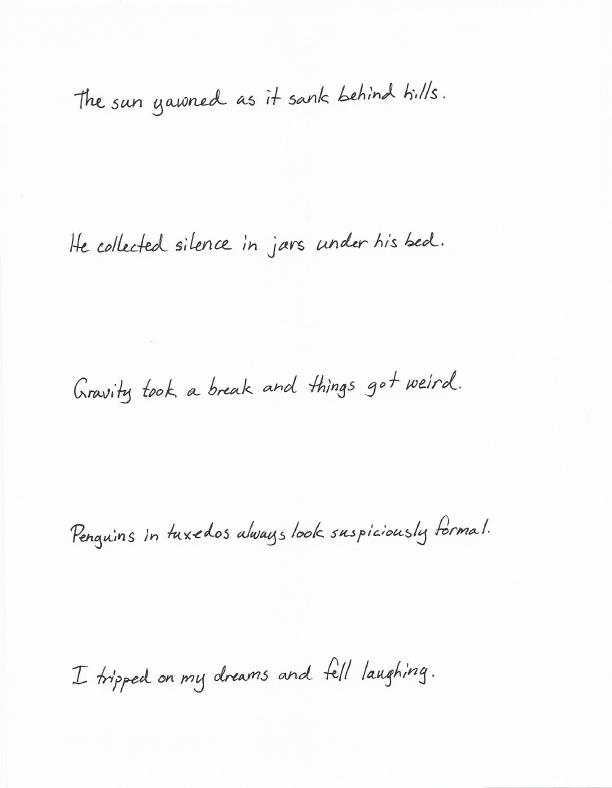 The sun yawned as it sank behind hills.
He collected silence in jars under his bed.
Gravity took a break and things got weird.
Penguins in tuxedos always look suspiciously formal.
I tripped on my dreams and fell laughing.